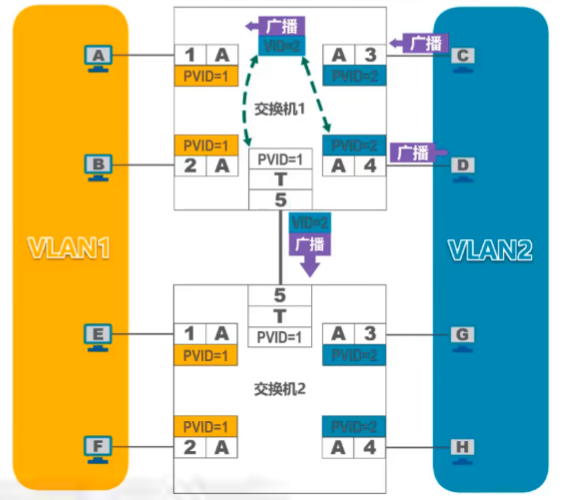 广播
VID=2
A
1 A
PVID=1
A 3
PVID=2
广播
C
交换机1
B
PVID=1
2 A
PVID=1
T
5
PVID=2
A 4
广播
D
VLAN1
VLAN2
VID=2
广播
5
T
PVID=1
E
1 A
PVID=1
A 3
PVID=2
G
交换机2
F
PVID=1
2 A
PVID=2
A 4
H